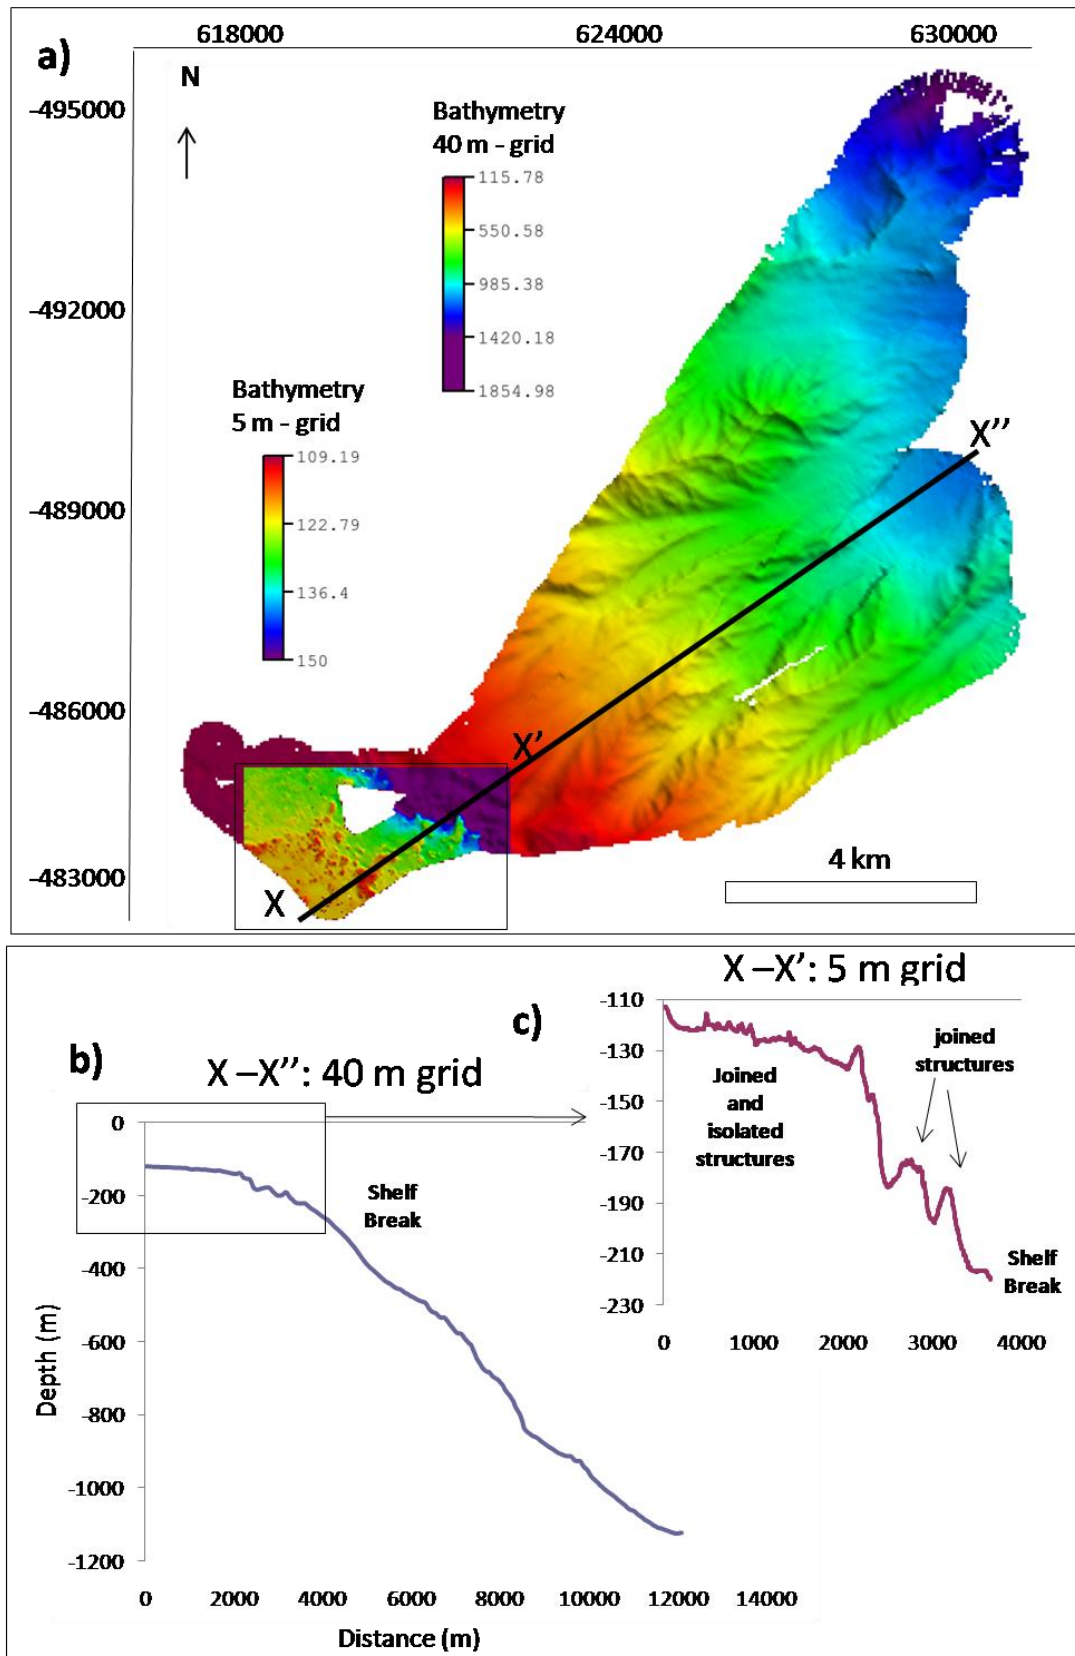 a)
618000 624000 630000
N
-495000
-492000
-489000
-486000
-483000
Bathymetry
40 m - grid
115.78
550.58
985.38
1420.18
1854.98
Bathymetry
5 m - grid
109.19
122.79
136.4
150
X''
X'
X
4 km
X –X': 5 m grid
c)
-110
-130
-150
-170
-190
-210
-230
joined
structures
Joined
and
isolated
structures
Shelf
Break
0 1000 2000 3000 4000
b)
X –X'': 40 m grid
0
-200
-400
-600
-800
-1000
-1200
Shelf
Break
Depth (m)
0 2000 4000 6000 8000 10000 12000 14000
Distance (m)